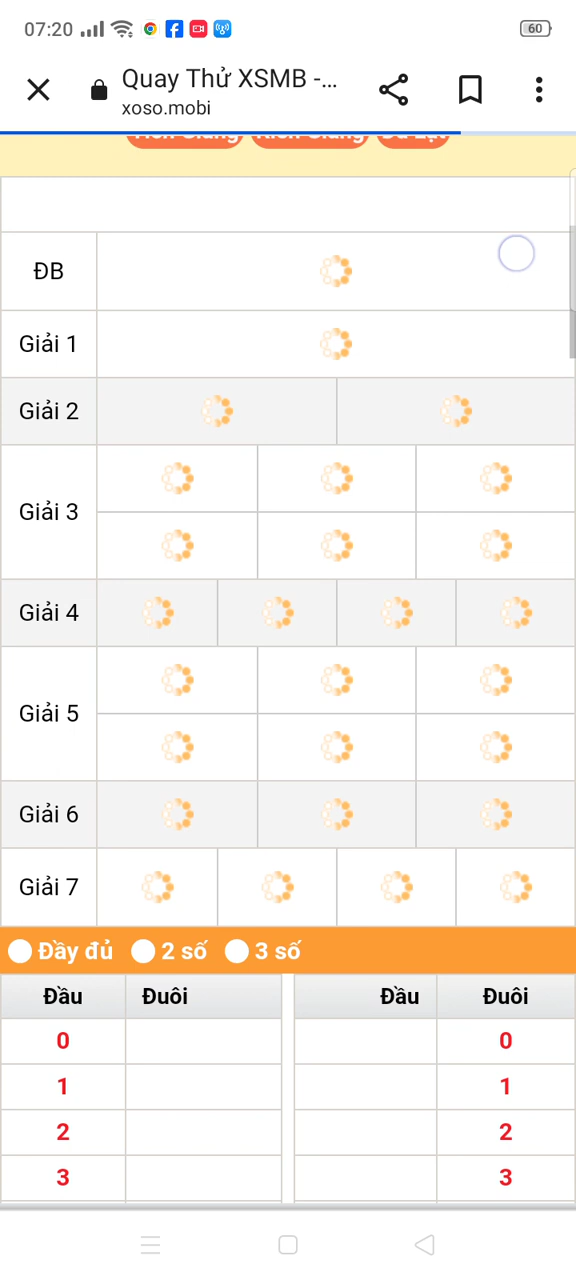 07:20
60
Quay Thử XSMB -...
xoso.mobi
ĐB
Giải 1
Giải 2
Giải 3
Giải 4
Giải 5
Giải 6
Giải 7
Đầy đủ 2 số 3 số
Đầu Đuôi Đầu Đuôi
0 0
1 1
2 2
3 3